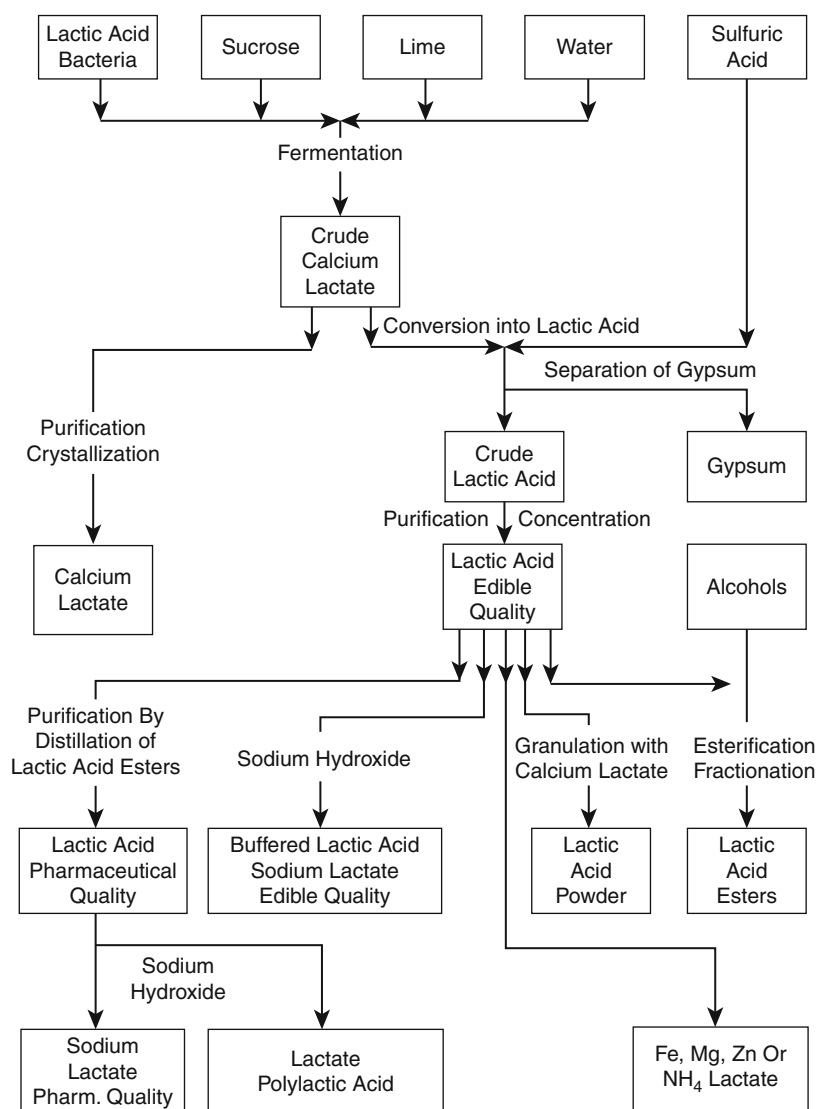 Lactic Acid
Bacteria
Sucrose
Lime
Water
Sulfuric
Acid
Fermentation
Crude
Calcium
Lactate
Conversion into Lactic Acid
Separation of Gypsum
Purification
Crystallization
Crude
Lactic Acid
Gypsum
Purification
Concentration
Calcium
Lactate
Lactic Acid
Edible
Quality
Alcohols
Purification By
Distillation of
Lactic Acid Esters
Sodium Hydroxide
Granulation with
Calcium Lactate
Esterification
Fractionation
Lactic Acid
Pharmaceutical
Quality
Buffered Lactic Acid
Sodium Lactate
Edible Quality
Lactic
Acid
Powder
Lactic
Acid
Esters
Sodium
Hydroxide
Sodium
Lactate
Pharm. Quality
Lactate
Polylactic Acid
Fe, Mg, Zn Or
NH₄ Lactate